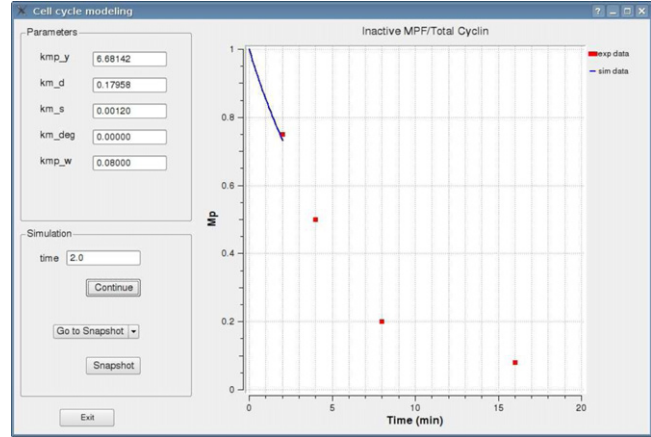 Cell cycle modeling
Parameters
kmp_y 6.68142
km_d 0.17958
km_s 0.00120
km_deg 0.00000
kmp_w 0.08000
Simulation
time 2.0
Continue
Go to Snapshot
Snapshot
Exit
Inactive MPF/Total Cyclin
exp data
sim data
Mp
1
0.8
0.6
0.4
0.2
0
0 5 10 15 20
Time (min)